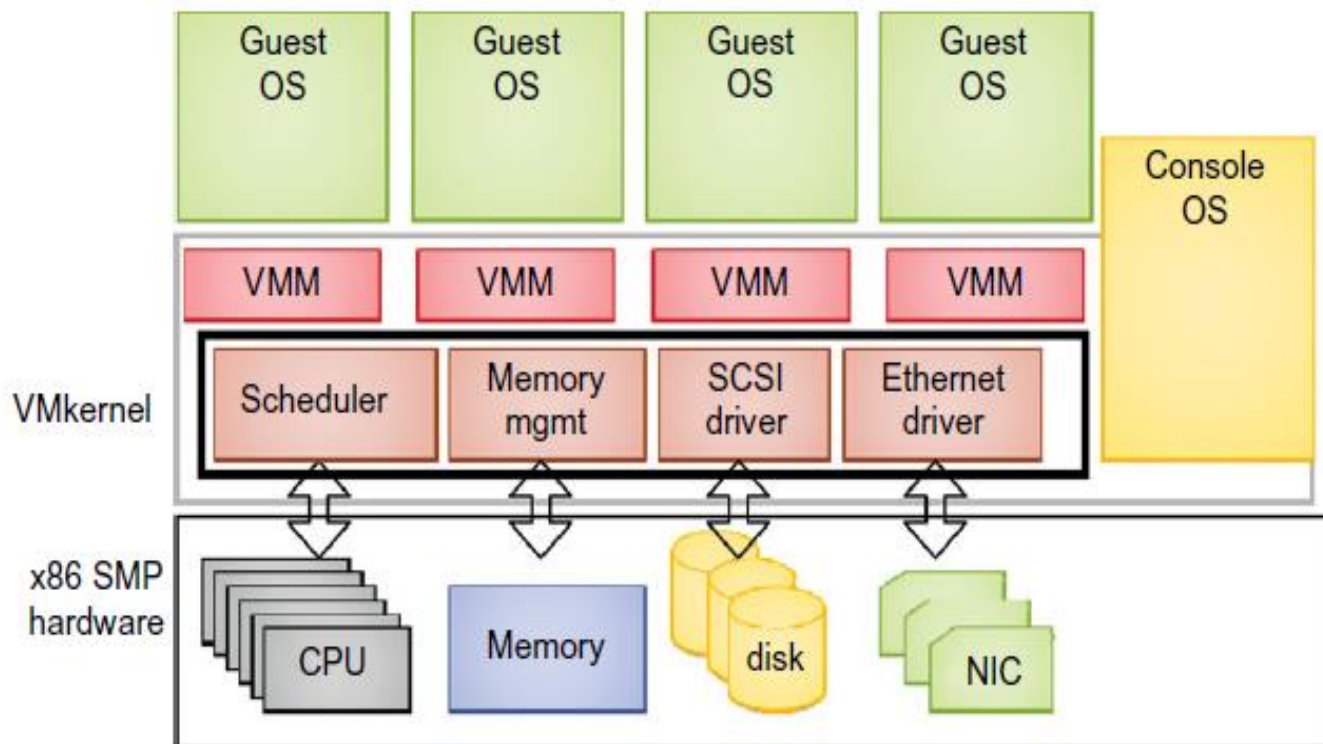 Guest
OS
Guest
OS
Guest
OS
Guest
OS
Console
OS
VMM
VMM
VMM
VMM
VMkernel
Scheduler
Memory
mgmt
SCSI
driver
Ethernet
driver
x86 SMP
hardware
CPU
Memory
disk
NIC